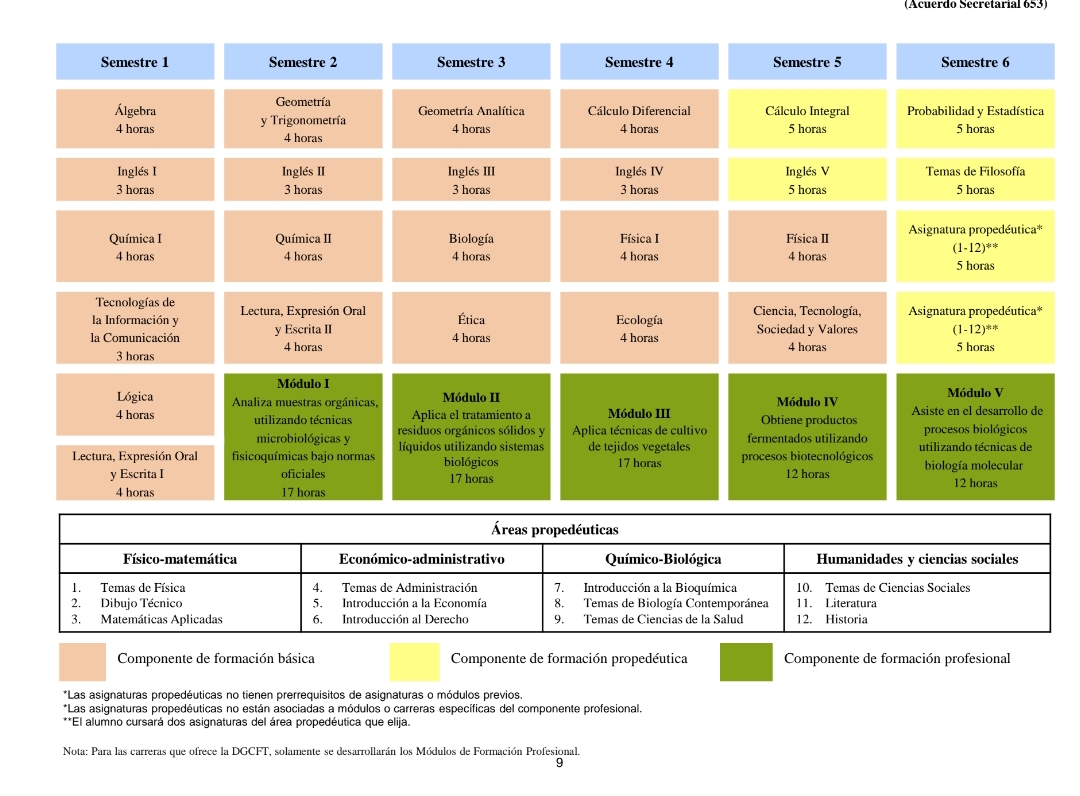 (Acuerdo Secretarial 653)
Semestre 1
Semestre 2
Semestre 3
Semestre 4
Semestre 5
Semestre 6
Álgebra
4 horas
Geometría
y Trigonometría
4 horas
Geometría Analítica
4 horas
Cálculo Diferencial
4 horas
Cálculo Integral
5 horas
Probabilidad y Estadística
5 horas
Inglés I
3 horas
Inglés II
3 horas
Inglés III
3 horas
Inglés IV
3 horas
Inglés V
5 horas
Temas de Filosofía
5 horas
Química I
4 horas
Química II
4 horas
Biología
4 horas
Física I
4 horas
Física II
4 horas
Asignatura propedéutica*
(1-12)**
5 horas
Tecnologías de
la Información y
la Comunicación
3 horas
Lectura, Expresión Oral
y Escrita II
4 horas
Ética
4 horas
Ecología
4 horas
Ciencia, Tecnología,
Sociedad y Valores
4 horas
Asignatura propedéutica*
(1-12)**
5 horas
Lógica
4 horas
Lectura, Expresión Oral
y Escrita I
4 horas
Módulo I
Analiza muestras orgánicas,
utilizando técnicas
microbiológicas y
fisicoquímicas bajo normas
oficiales
17 horas
Módulo II
Aplica el tratamiento a
residuos orgánicos sólidos y
líquidos utilizando sistemas
biológicos
17 horas
Módulo III
Aplica técnicas de cultivo
de tejidos vegetales
17 horas
Módulo IV
Obtiene productos
fermentados utilizando
procesos biotecnológicos
12 horas
Módulo V
Asiste en el desarrollo de
procesos biológicos
utilizando técnicas de
biología molecular
12 horas
Áreas propedéuticas
Físico-matemática
Económico-administrativo
Químico-Biológica
Humanidades y ciencias sociales
1. Temas de Física
2. Dibujo Técnico
3. Matemáticas Aplicadas
4. Temas de Administración
5. Introducción a la Economía
6. Introducción al Derecho
7. Introducción a la Bioquímica
8. Temas de Biología Contemporánea
9. Temas de Ciencias de la Salud
10. Temas de Ciencias Sociales
11. Literatura
12. Historia
Componente de formación básica
Componente de formación propedéutica
Componente de formación profesional
*Las asignaturas propedéuticas no tienen prerrequisitos de asignaturas o módulos previos.
*Las asignaturas propedéuticas no están asociadas a módulos o carreras específicas del componente profesional.
**El alumno cursará dos asignaturas del área propedéutica que elija.
Nota: Para las carreras que ofrece la DGCFT, solamente se desarrollarán los Módulos de Formación Profesional.
9